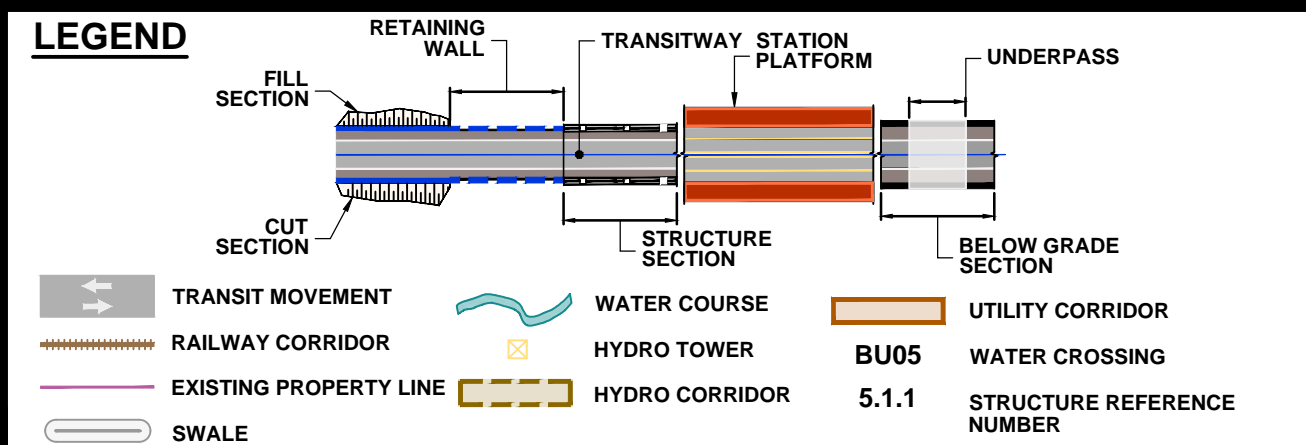 LEGEND
RETAINING
WALL
TRANSITWAY
STATION
PLATFORM
UNDERPASS
FILL
SECTION
CUT
SECTION
STRUCTURE
SECTION
BELOW GRADE
SECTION
TRANSIT MOVEMENT
RAILWAY CORRIDOR
EXISTING PROPERTY LINE
SWALE
WATER COURSE
HYDRO TOWER
HYDRO CORRIDOR
UTILITY CORRIDOR
BU05 WATER CROSSING
5.1.1 STRUCTURE REFERENCE
NUMBER